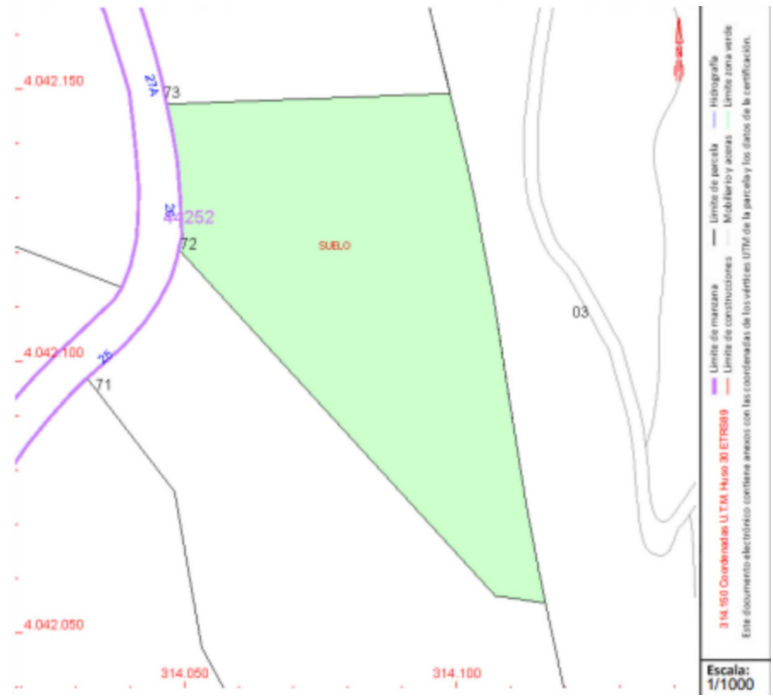 4.042.150
27A
73
26
44252
72
SUELO
03
4.042.100
25
71
4.042.050
314.050
314.100
314.150 Coordenadas U.T.M. Huso 30 ETRS89
Límite de manzana
Límite de parcela
Hidrografía
Límite de construcciones
Mobiliario y aceras
Límite zona verde
Este documento electrónico contiene anexos con las coordenadas de los vértices UTM de la parcela y los datos de la certificación.
Escala:
1/1000